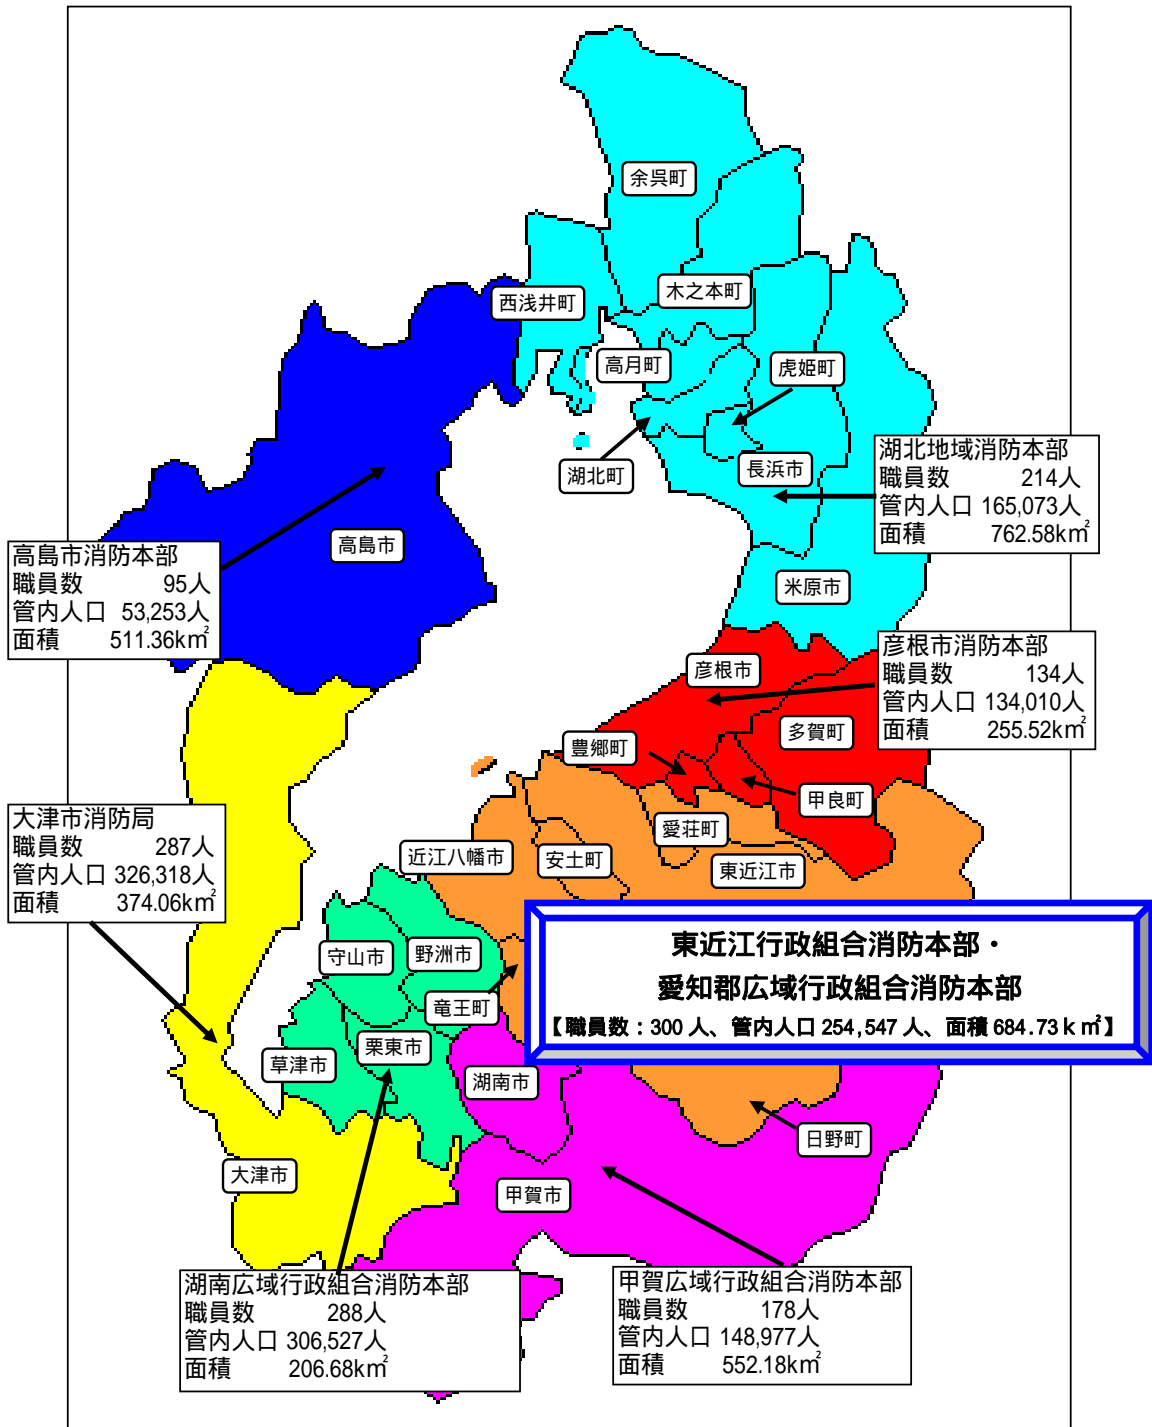 余呉町
木之本町
西浅井町
高月町
虎姫町
湖北町
長浜市
湖北地域消防本部
職員数 214人
管内人口 165,073人
面積 762.58km²
高島市
高島市消防本部
職員数 95人
管内人口 53,253人
面積 511.36km²
米原市
彦根市消防本部
職員数 134人
管内人口 134,010人
面積 255.52km²
彦根市
多賀町
豊郷町
甲良町
愛荘町
大津市消防局
職員数 287人
管内人口 326,318人
面積 374.06km²
近江八幡市
安土町
東近江市
東近江行政組合消防本部・
愛知郡広域行政組合消防本部
【職員数:300 人、管内人口 254,547 人、面積 684.73ｋ㎡】
守山市
野洲市
竜王町
栗東市
草津市
湖南市
日野町
大津市
甲賀市
湖南広域行政組合消防本部
職員数 288人
管内人口 306,527人
面積 206.68km²
甲賀広域行政組合消防本部
職員数 178人
管内人口 148,977人
面積 552.18km²